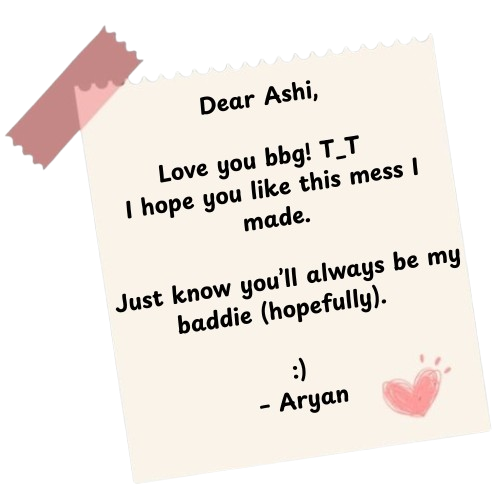 Dear Ashi,
Love you bbg! T_T
I hope you like this mess I
made.
Just know you'll always be my
baddie (hopefully).
:)
- Aryan